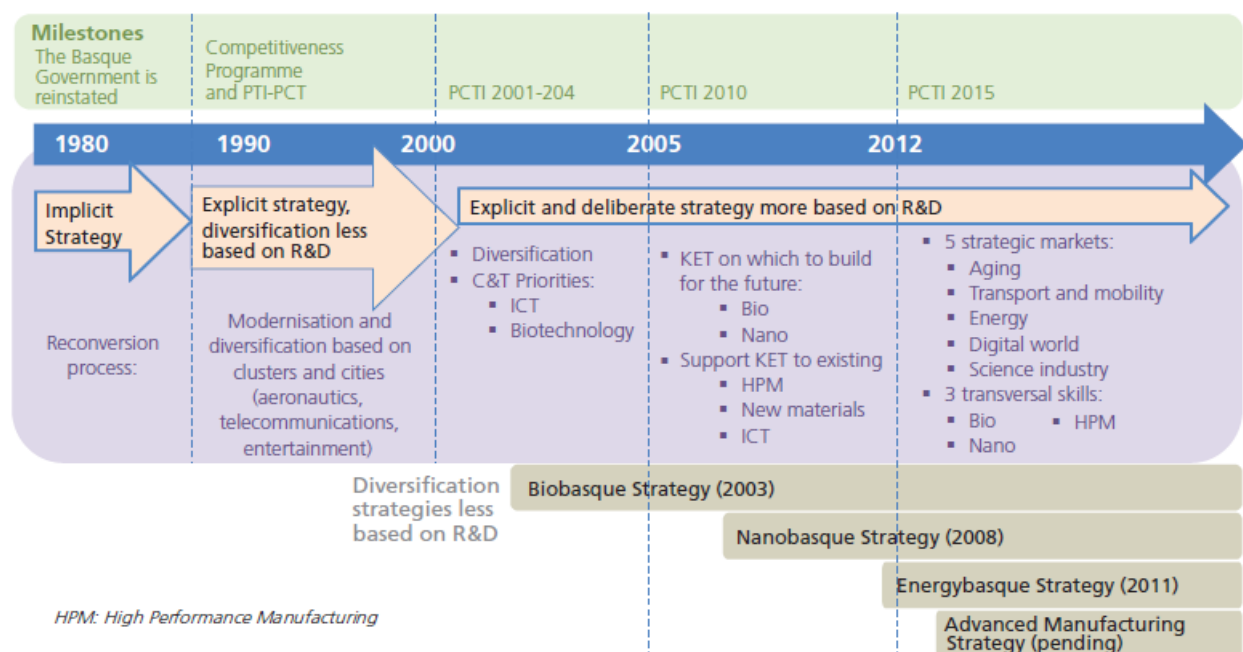 Milestones
The Basque
Government is
reinstated
Competitiveness
Programme
and PTI-PCT
PCTI 2001-204
PCTI 2010
PCTI 2015
1980
1990
2000
2005
2012
Implicit
Strategy
Explicit strategy,
diversification less
based on R&D
Explicit and deliberate strategy more based on R&D
Reconversion
process:
Modernisation and
diversification based on
clusters and cities
(aeronautics,
telecommunications,
entertainment)
▪ Diversification
▪ C&T Priorities:
▪ ICT
▪ Biotechnology
▪ KET on which to build
for the future:
▪ Bio
▪ Nano
▪ Support KET to existing
▪ HPM
▪ New materials
▪ ICT
▪ 5 strategic markets:
▪ Aging
▪ Transport and mobility
▪ Energy
▪ Digital world
▪ Science industry
▪ 3 transversal skills:
▪ Bio ▪ HPM
▪ Nano
Diversification
strategies less
based on R&D
Biobasque Strategy (2003)
Nanobasque Strategy (2008)
Energybasque Strategy (2011)
Advanced Manufacturing
Strategy (pending)
HPM: High Performance Manufacturing